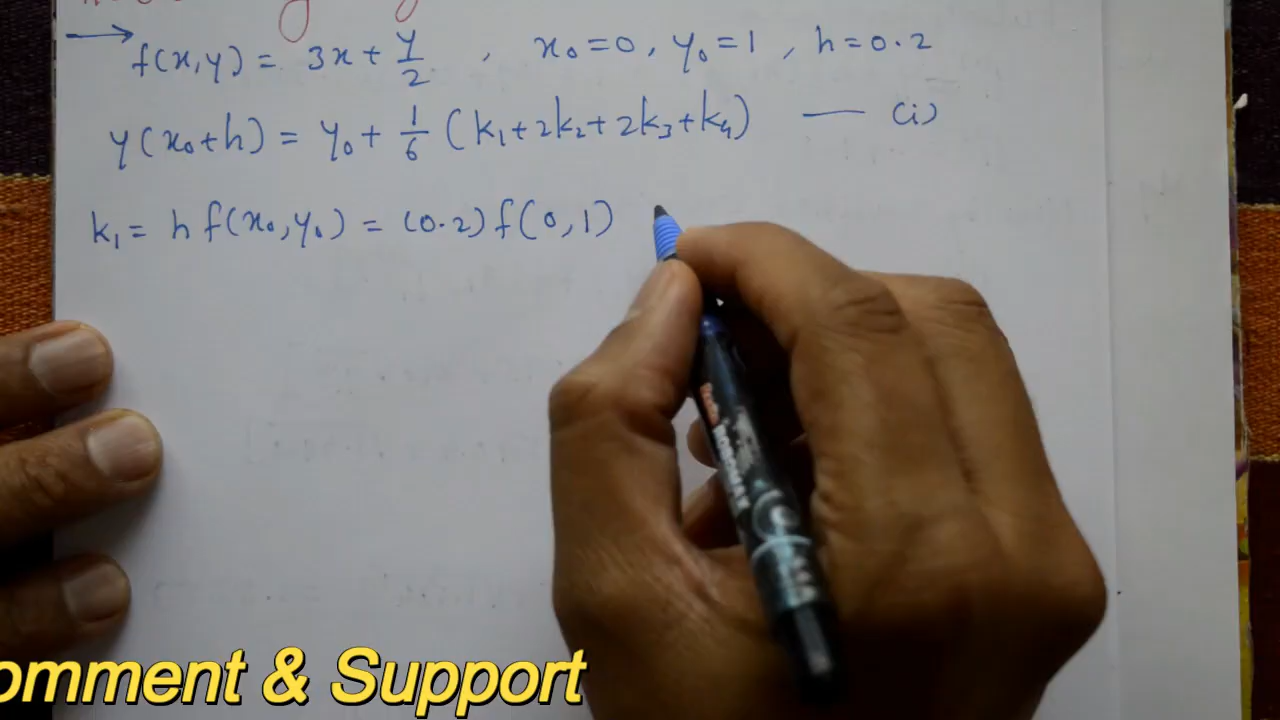 f(x,y) = 3x + y/2 , x₀=0, y₀=1, h=0.2
y(x₀+h) = y₀ + 1/6 (k₁+2k₂+2k₃+k₄) — (i)
k₁ = h f(x₀,y₀) = (0.2) f(0,1)
omment & Support